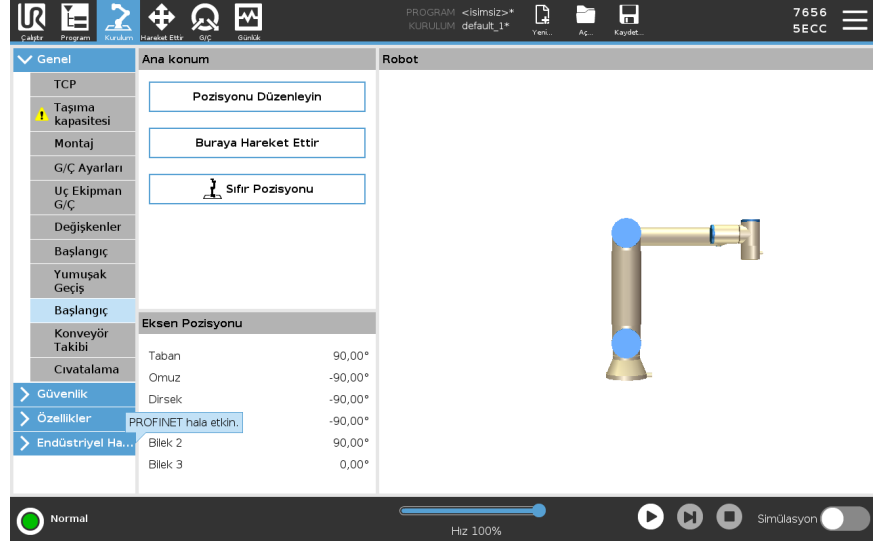 UR
PROGRAM <isimsiz>*
KURULUM default_1*
7656
5ECC
Çalıştır
Program
Kurulum
Hareket Ettir
G/Ç
Günlük
Yeni...
Aç...
Kaydet...
Genel
TCP
Taşıma
kapasitesi
Montaj
G/Ç Ayarları
Uç Ekipman
G/Ç
Değişkenler
Başlangıç
Yumuşak
Geçiş
Başlangıç
Konveyör
Takibi
Cıvatalama
Güvenlik
Özellikler
Endüstriyel Ha...
Ana konum
Pozisyonu Düzenleyin
Buraya Hareket Ettir
Sıfır Pozisyonu
Eksen Pozisyonu
Taban 90,00°
Omuz -90,00°
Dirsek -90,00°
PROFINET hala etkin. -90,00°
Bilek 2 90,00°
Bilek 3 0,00°
Robot
Normal
Hız 100%
Simülasyon